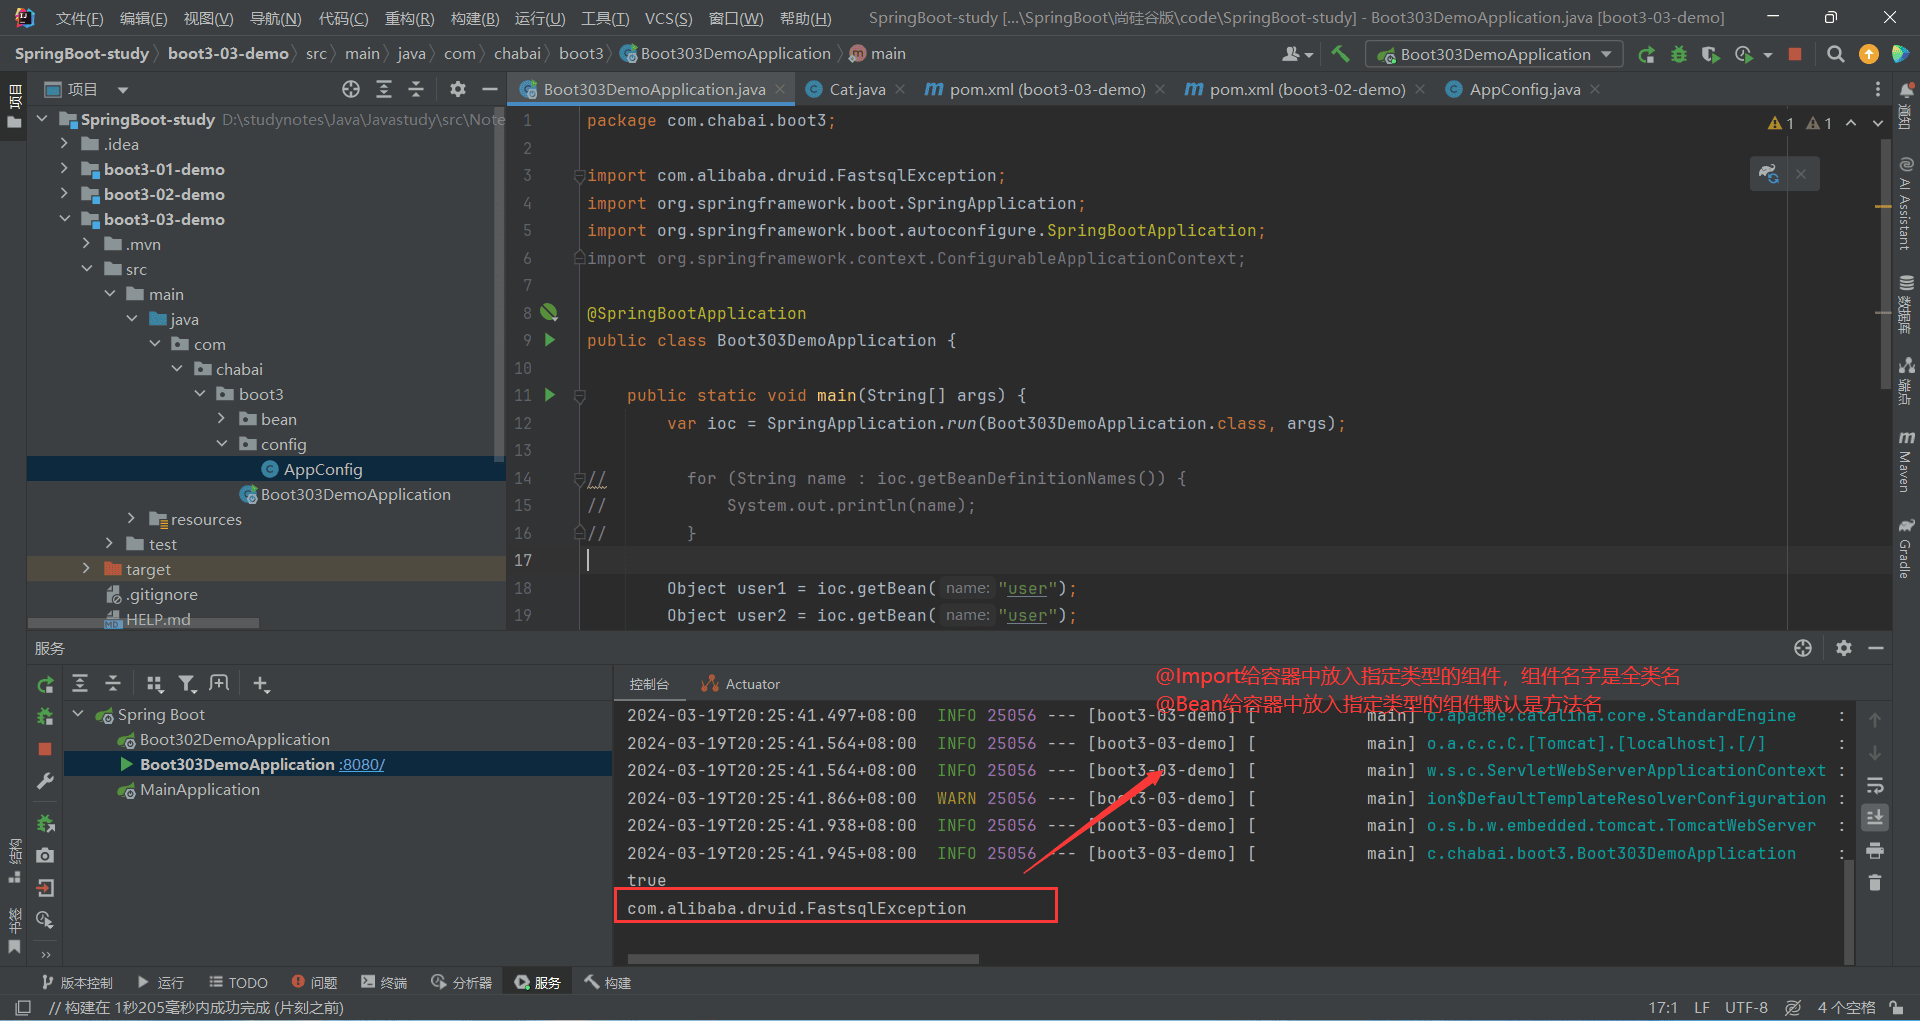 文件(F) 编辑(E) 视图(V) 导航(N) 代码(C) 重构(R) 构建(B) 运行(U) 工具(T) VCS(S) 窗口(W) 帮助(H) SpringBoot-study [...\SpringBoot\尚硅谷版\code\SpringBoot-study] - Boot303DemoApplication.java [boot3-03-demo]
SpringBoot-study boot3-03-demo src main java com chabai boot3 Boot303DemoApplication main
Boot303DemoApplication
项目
Boot303DemoApplication.java Cat.java pom.xml (boot3-03-demo) pom.xml (boot3-02-demo) AppConfig.java
项目
SpringBoot-study D:\studynotes\Java\Javastudy\src\Note
.idea
boot3-01-demo
boot3-02-demo
boot3-03-demo
.mvn
src
main
java
com
chabai
boot3
bean
config
AppConfig
Boot303DemoApplication
resources
test
target
.gitignore
HELP.md
1 package com.chabai.boot3;
2
3 import com.alibaba.druid.FastsqlException;
4 import org.springframework.boot.SpringApplication;
5 import org.springframework.boot.autoconfigure.SpringBootApplication;
6 import org.springframework.context.ConfigurableApplicationContext;
7
8 @SpringBootApplication
9 public class Boot303DemoApplication {
10
11 public static void main(String[] args) {
12 var ioc = SpringApplication.run(Boot303DemoApplication.class, args);
13
14 // for (String name : ioc.getBeanDefinitionNames()) {
15 // System.out.println(name);
16 // }
17
18 Object user1 = ioc.getBean( name: "user");
19 Object user2 = ioc.getBean( name: "user");
1 1
通知
AI Assistant
数据库
端点
Maven
Gradle
服务
控制台 Actuator
@Import给容器中放入指定类型的组件，组件名字是全类名
@Bean给容器中放入指定类型的组件默认是方法名
Spring Boot
Boot302DemoApplication
Boot303DemoApplication :8080/
MainApplication
2024-03-19T20:25:41.497+08:00 INFO 25056 --- [boot3-03-demo] [ main] o.apache.catalina.core.StandardEngine :
2024-03-19T20:25:41.564+08:00 INFO 25056 --- [boot3-03-demo] [ main] o.a.c.c.C.[Tomcat].[localhost].[/] :
2024-03-19T20:25:41.564+08:00 INFO 25056 --- [boot3-03-demo] [ main] w.s.c.ServletWebServerApplicationContext :
2024-03-19T20:25:41.866+08:00 WARN 25056 --- [boot3-03-demo] [ main] ion$DefaultTemplateResolverConfiguration :
2024-03-19T20:25:41.938+08:00 INFO 25056 --- [boot3-03-demo] [ main] o.s.b.w.embedded.tomcat.TomcatWebServer :
2024-03-19T20:25:41.945+08:00 INFO 25056 --- [boot3-03-demo] [ main] c.chabai.boot3.Boot303DemoApplication :
true
com.alibaba.druid.FastsqlException
结构
书签
版本控制 运行 TODO 问题 终端 分析器 服务 构建
// 构建在 1秒205毫秒内成功完成 (片刻之前) 17:1 LF UTF-8 4 个空格